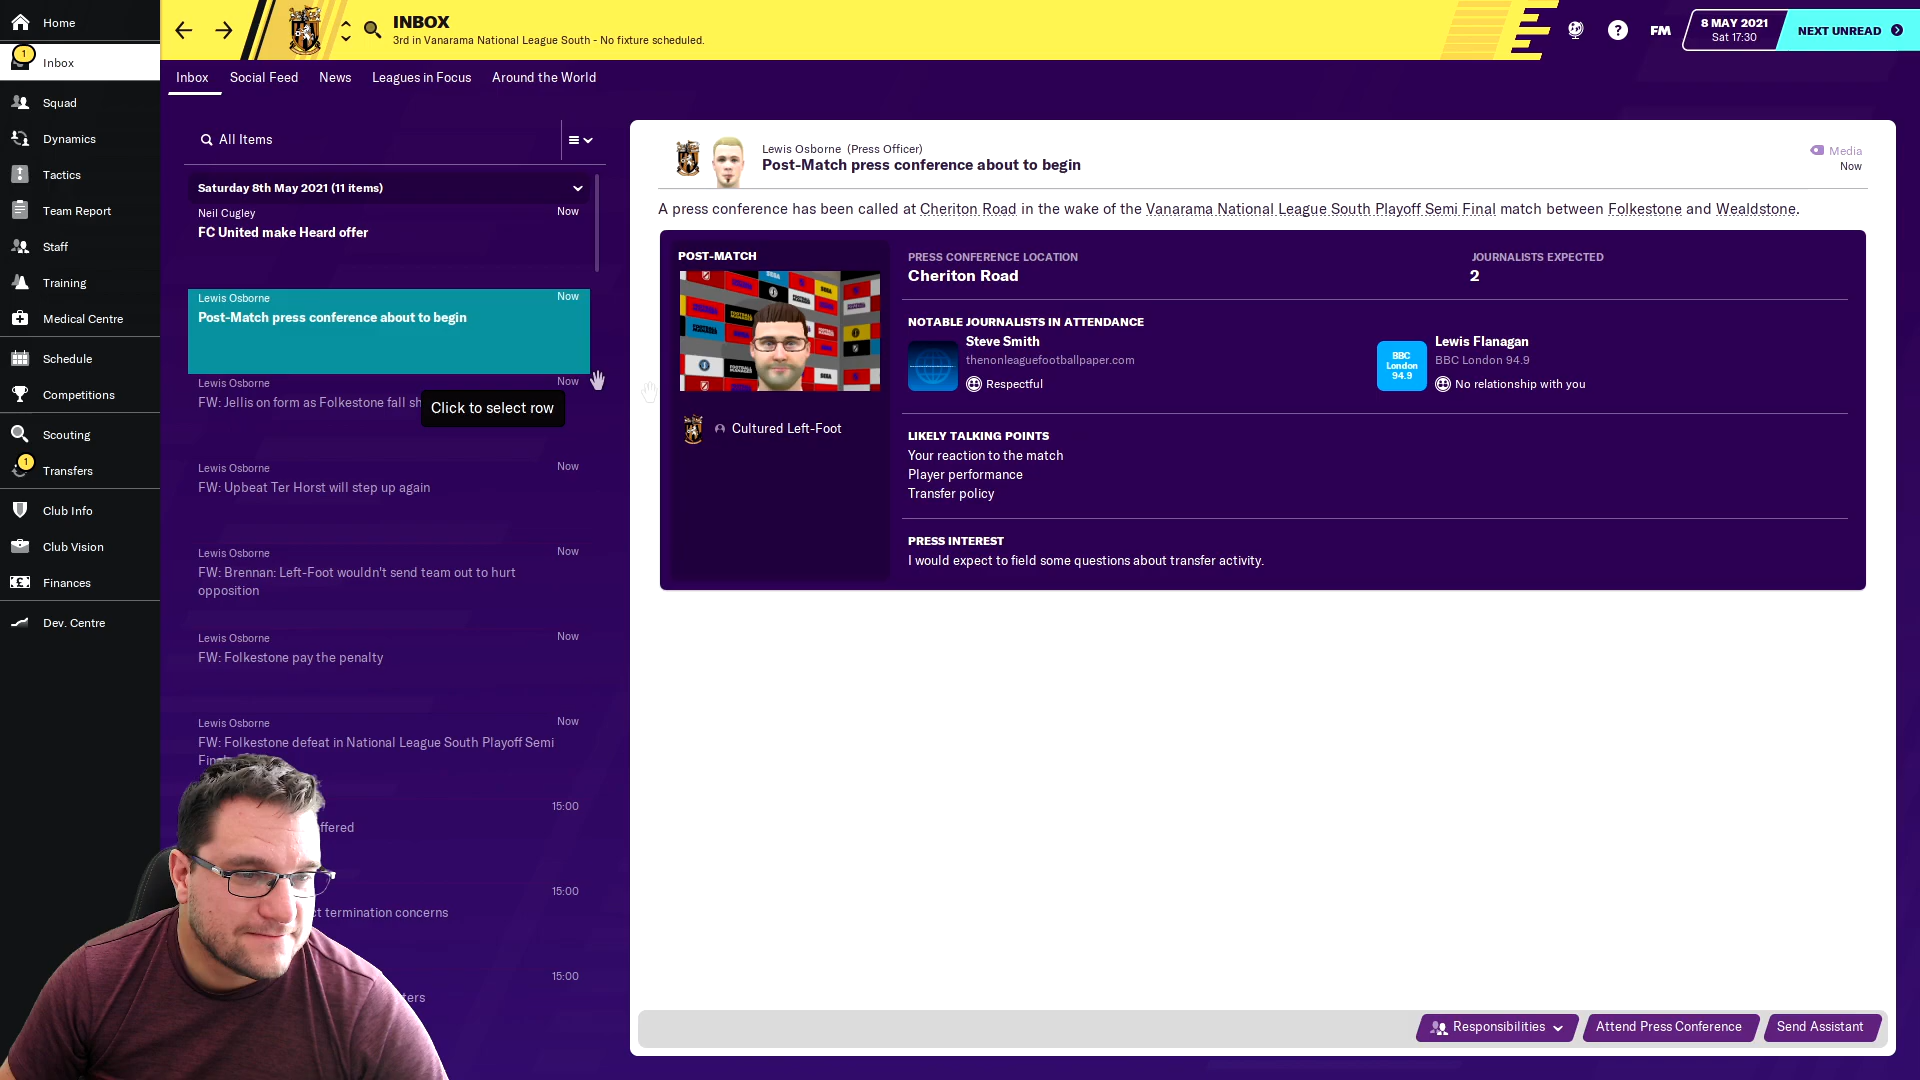 Home
1
Inbox
Squad
Dynamics
Tactics
Team Report
Staff
Training
Medical Centre
Schedule
Competitions
Scouting
1
Transfers
Club Info
Club Vision
Finances
Dev. Centre
INBOX
3rd in Vanarama National League South - No fixture scheduled.
?
FM
8 MAY 2021
Sat 17:30
NEXT UNREAD
Inbox
Social Feed
News
Leagues in Focus
Around the World
All Items
Saturday 8th May 2021 (11 items)
Neil Cugley
Now
FC United make Heard offer
Lewis Osborne
Now
Post-Match press conference about to begin
Lewis Osborne
Now
FW: Jellis on form as Folkestone fall
Click to select row
Lewis Osborne
Now
FW: Upbeat Ter Horst will step up again
Lewis Osborne
Now
FW: Brennan: Left-Foot wouldn't send team out to hurt
opposition
Lewis Osborne
Now
FW: Folkestone pay the penalty
Lewis Osborne
Now
FW: Folkestone defeat in National League South Playoff Semi
15:00
15:00
termination concerns
15:00
Lewis Osborne (Press Officer)
Post-Match press conference about to begin
Media
Now
A press conference has been called at Cheriton Road in the wake of the Vanarama National League South Playoff Semi Final match between Folkestone and Wealdstone.
POST-MATCH
Cultured Left-Foot
PRESS CONFERENCE LOCATION
Cheriton Road
JOURNALISTS EXPECTED
2
NOTABLE JOURNALISTS IN ATTENDANCE
Steve Smith
thenonleaguefootballpaper.com
Respectful
BBC
London
94.9
Lewis Flanagan
BBC London 94.9
No relationship with you
LIKELY TALKING POINTS
Your reaction to the match
Player performance
Transfer policy
PRESS INTEREST
I would expect to field some questions about transfer activity.
Responsibilities
Attend Press Conference
Send Assistant